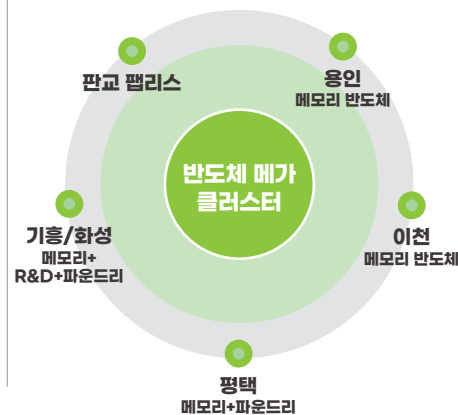 판교 팹리스
용인
메모리 반도체
반도체 메가
클러스터
기흥/화성
메모리+
R&D+파운드리
이천
메모리 반도체
평택
메모리+파운드리